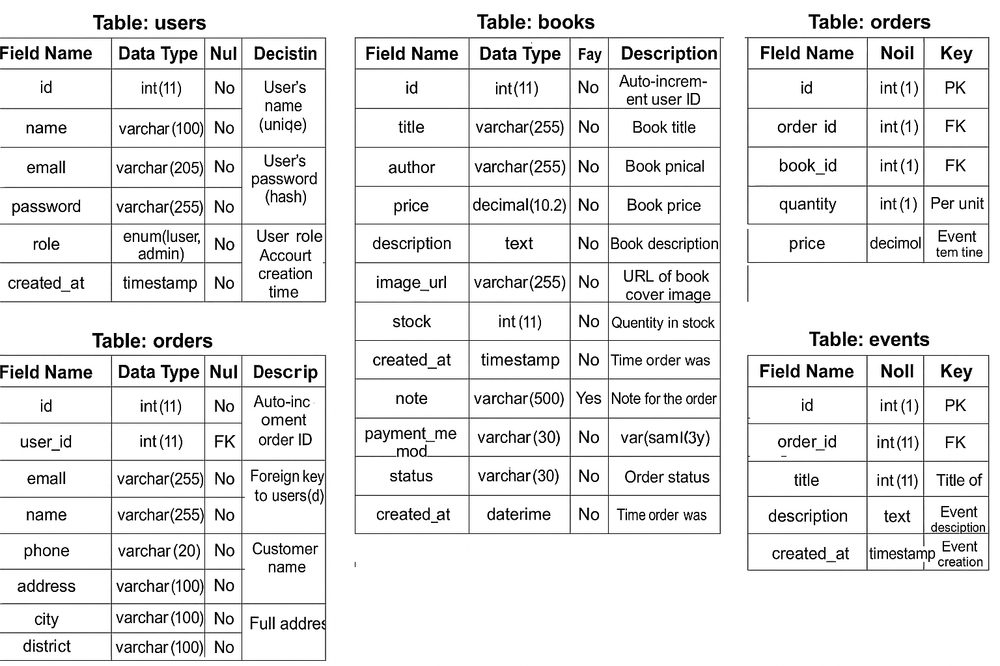 Table: users
Field Name Data Type Nul Decistin
id int(11) No User's
name
(uniqe)
name varchar(100) No
emall varchar(205) No User's
password
(hash)
password varchar(255) No
role enum(luser,
admin) No User role
Accourt
creation
time
created_at timestamp No
Table: orders
Field Name Data Type Nul Descrip
id int(11) No Auto-inc
oment
order ID
user_id int(11) FK
emall varchar(255) No Foreign key
to users(d)
name varchar(255) No
phone varchar(20) No Customer
name
address varchar(100) No
city varchar(100) No Full addres
district varchar(100) No
Table: books
Field Name Data Type Fay Description
id int(11) No Auto-increm-
ent user ID
title varchar(255) No Book title
author varchar(255) No Book pnical
price decimal(10.2) No Book price
description text No Book description
image_url varchar(255) No URL of book
cover image
stock int(11) No Quentity in stock
created_at timestamp No Time order was
note varchar(500) Yes Note for the order
payment_me
mod varchar(30) No var(saml(3y)
status varchar(30) No Order status
created_at daterime No Time order was
Table: orders
FIeld Name Noil Key
id int(1) PK
order id int(1) FK
book_id int(1) FK
quantity int(1) Per unit
price decimol Event
tem tine
Table: events
Field Name Noll Key
id int(1) PK
order_id int(11) FK
title int(11) Title of
description text Event
desciption
created_at timestamp Event
creation